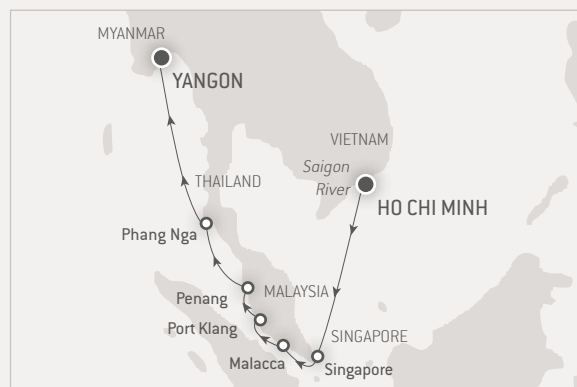 MYANMAR
YANGON
VIETNAM
Saigon
River
THAILAND
HO CHI MINH
Phang Nga
MALAYSIA
Penang
Port Klang
SINGAPORE
Malacca
Singapore